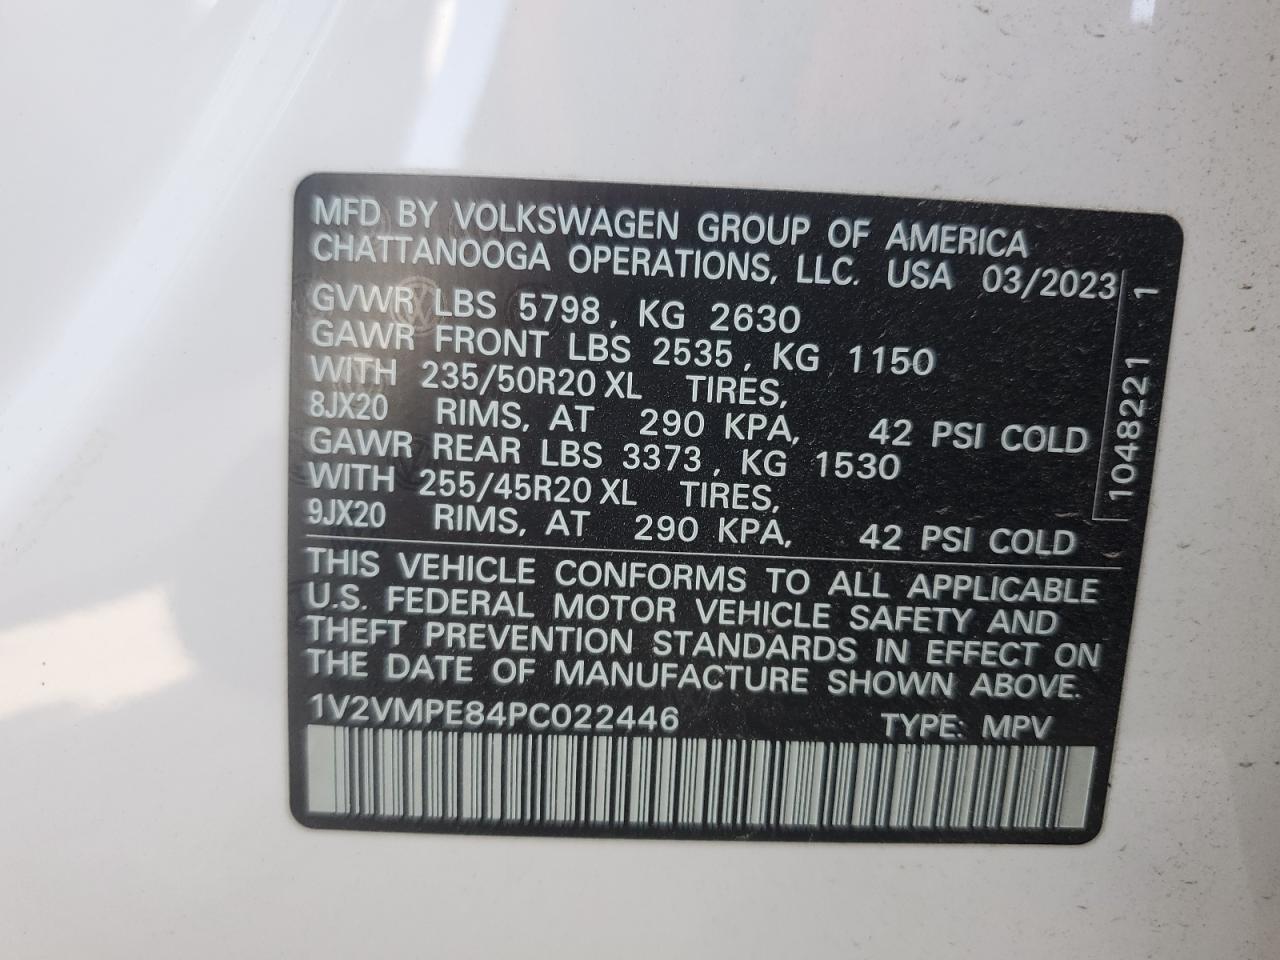 MFD BY VOLKSWAGEN GROUP OF AMERICA
CHATTANOOGA OPERATIONS, LLC. USA 03/2023
GVWR LBS 5798, KG 2630
GAWR FRONT LBS 2535, KG 1150
WITH 235/50R20 XL TIRES,
8JX20 RIMS, AT 290 KPA, 42 PSI COLD
GAWR REAR LBS 3373, KG 1530
WITH 255/45R20 XL TIRES,
9JX20 RIMS, AT 290 KPA, 42 PSI COLD
THIS VEHICLE CONFORMS TO ALL APPLICABLE
U.S. FEDERAL MOTOR VEHICLE SAFETY AND
THEFT PREVENTION STANDARDS IN EFFECT ON
THE DATE OF MANUFACTURE SHOWN ABOVE.
1V2VMPE84PC022446 TYPE: MPV
1048221 1